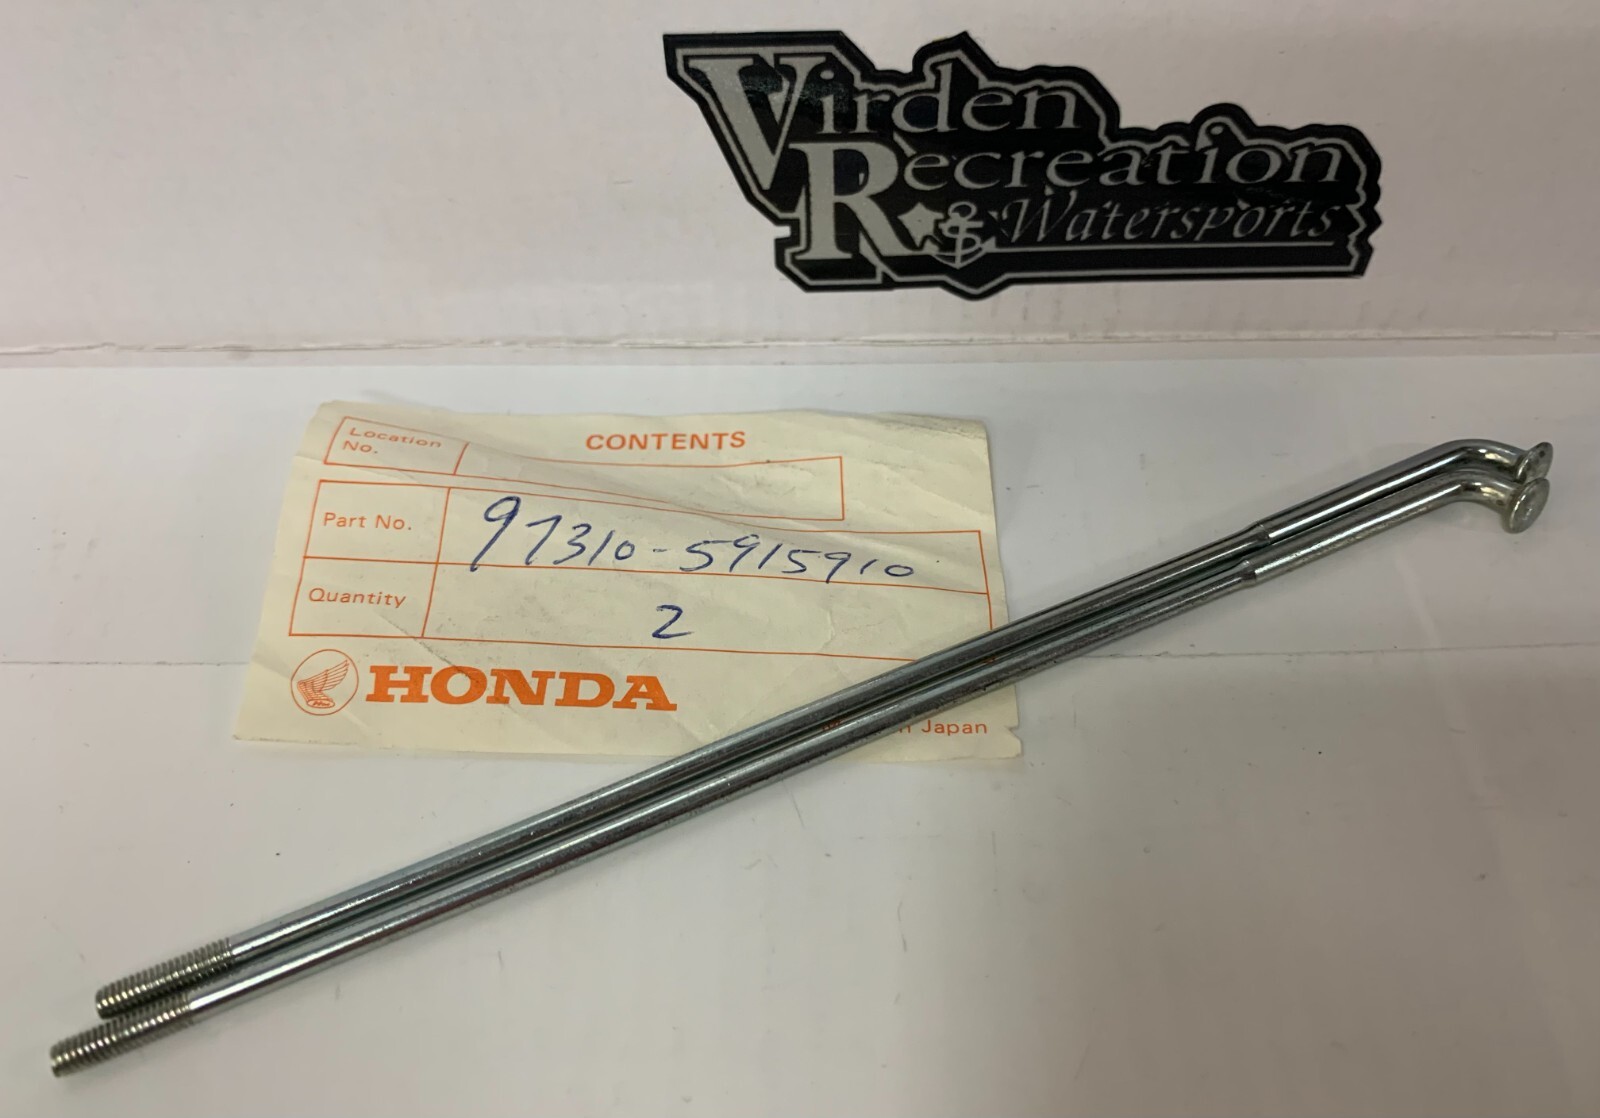 Virden
Recreation
& Watersports
Location
No.
CONTENTS
Part No.
97310-5915910
Quantity
2
HONDA
Japan